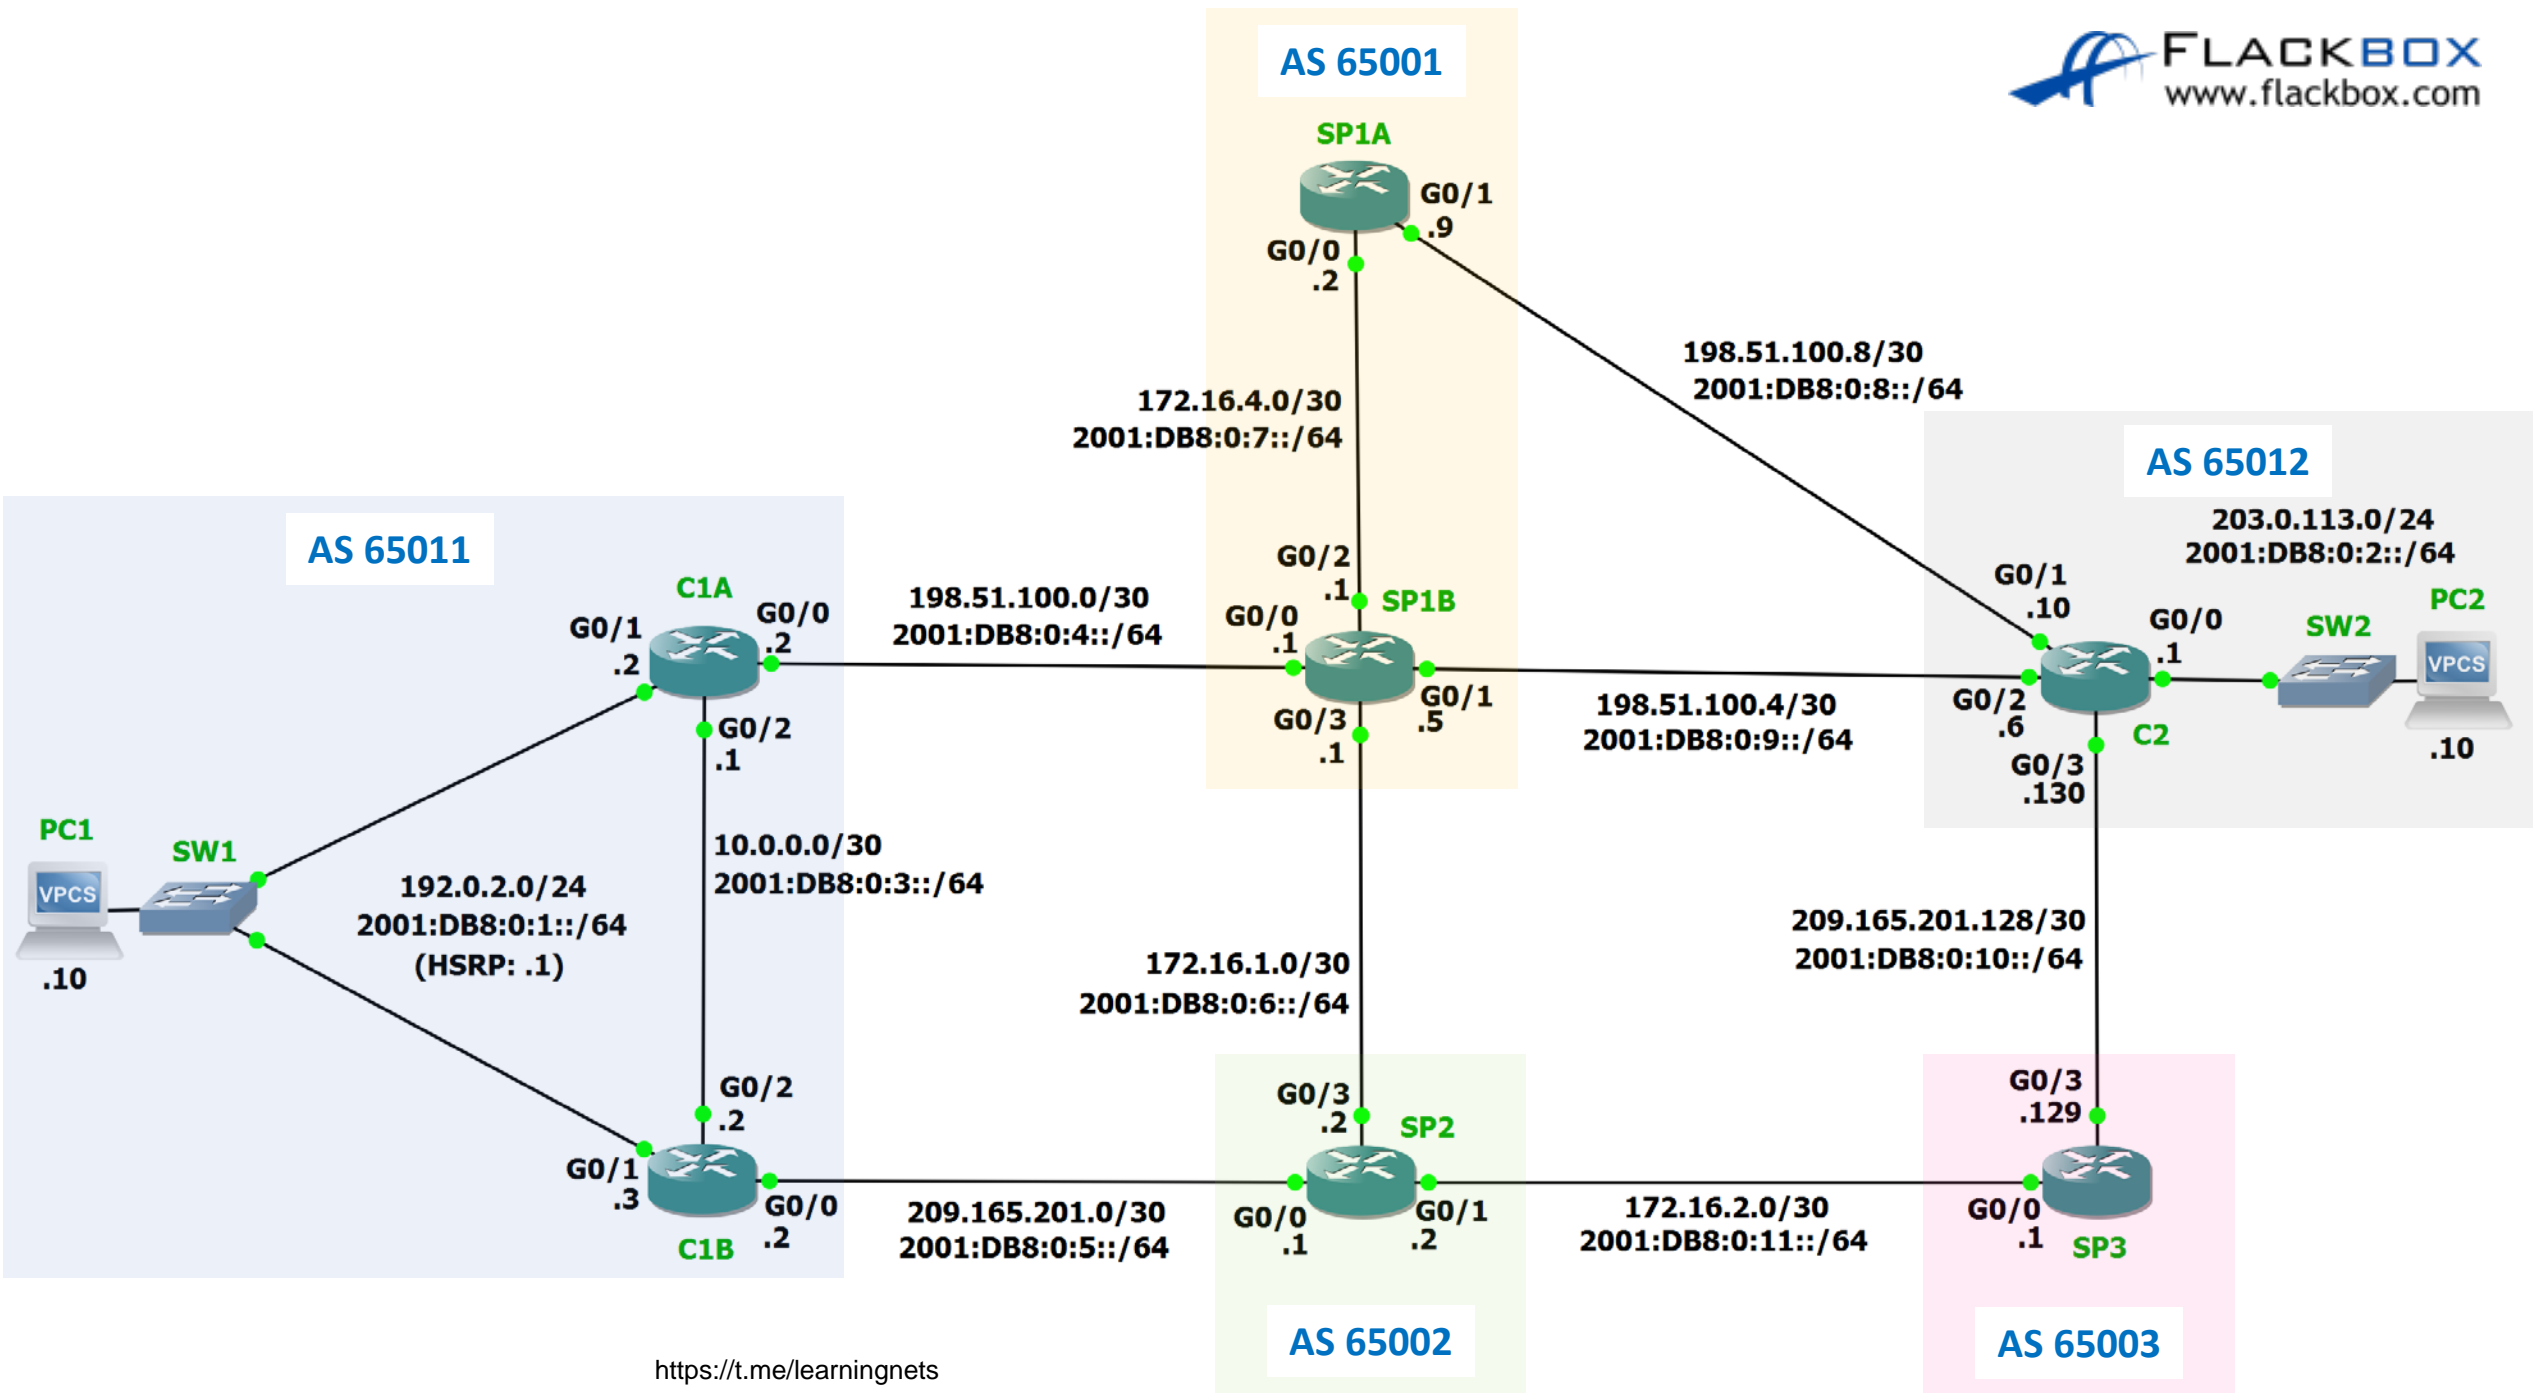 AS 65001
FLACKBOX
www.flackbox.com
SP1A
G0/1
.9
G0/0
.2
198.51.100.8/30
2001:DB8:0:8::/64
172.16.4.0/30
2001:DB8:0:7::/64
AS 65012
203.0.113.0/24
2001:DB8:0:2::/64
AS 65011
C1A
G0/1
.2
G0/0
.2
198.51.100.0/30
2001:DB8:0:4::/64
G0/2
.1
SP1B
G0/0
.1
G0/1
.10
G0/0
.1
SW2
PC2
VPCS
.10
G0/2
.1
G0/3
.1
G0/1
.5
198.51.100.4/30
2001:DB8:0:9::/64
G0/2
.6
C2
G0/3
.130
PC1
VPCS
.10
SW1
192.0.2.0/24
2001:DB8:0:1::/64
(HSRP: .1)
10.0.0.0/30
2001:DB8:0:3::/64
172.16.1.0/30
2001:DB8:0:6::/64
209.165.201.128/30
2001:DB8:0:10::/64
G0/2
.2
G0/1
.3
C1B
G0/0
.2
209.165.201.0/30
2001:DB8:0:5::/64
G0/3
.2
SP2
G0/0
.1
G0/1
.2
172.16.2.0/30
2001:DB8:0:11::/64
G0/3
.129
G0/0
.1
SP3
AS 65002
AS 65003
https://t.me/learningnets